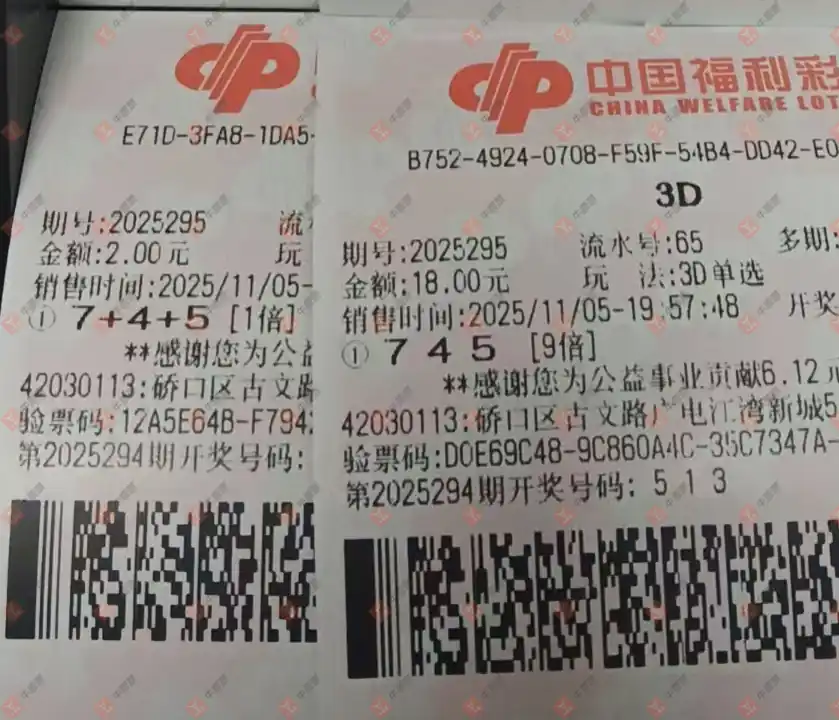 E71D-3FA8-1DA5-
期号:2025295 流
金额:2.00元 玩
销售时间:2025/11/05-
① 7+4+5 [1倍]
**感谢您为公益
42030113:硚口区古文路
验票码:12A5E64B-F794
第2025294期开奖号码:
中国福利彩
CHINA WELFARE LOT
B752-4924-0708-F59F-54B4-DD42-E0
3D
期号:2025295 流水号:65 多期:
金额:18.00元 玩 法:3D单选
销售时间:2025/11/05-19:57:48 开奖
① 7 4 5 [9倍]
**感谢您为公益事业贡献6.12元
42030113:硚口区古文路广电江湾新城5
验票码:D0E69C48-9C860A4C-35C7347A-
第2025294期开奖号码: 5 1 3